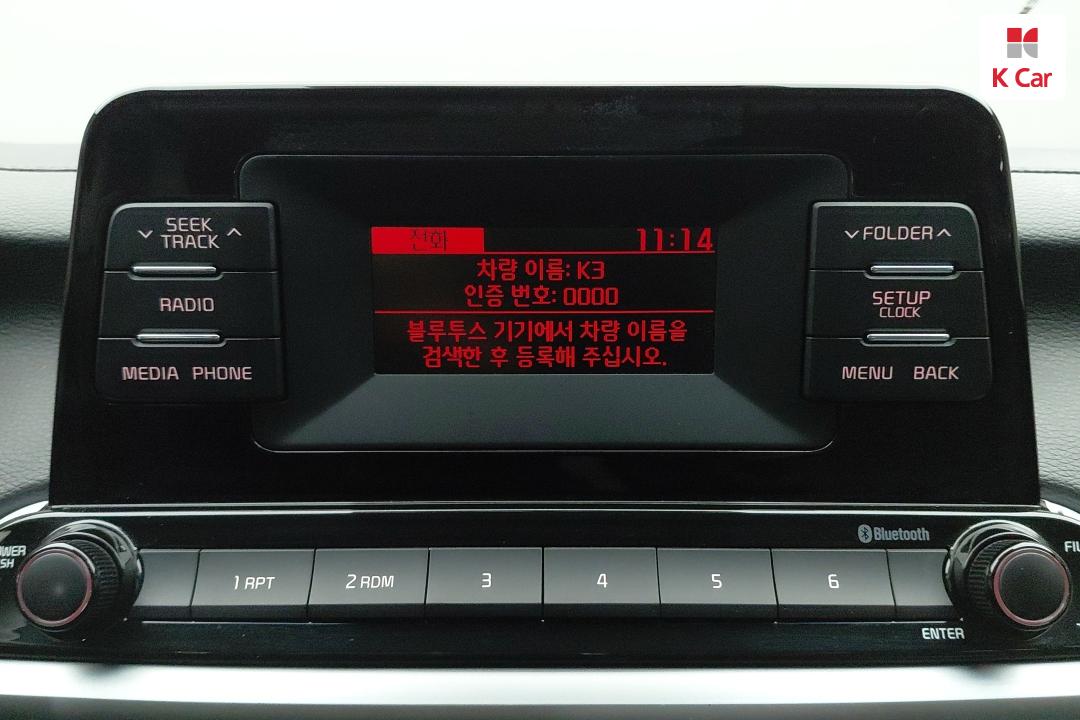 K Car
SEEK
TRACK
RADIO
MEDIA PHONE
전화 11:14
차량 이름: K3
인증 번호: 0000
블루투스 기기에서 차량 이름을
검색한 후 등록해 주십시오.
FOLDER
SETUP
CLOCK
MENU BACK
Bluetooth
1 RPT 2 RDM 3 4 5 6
ENTER